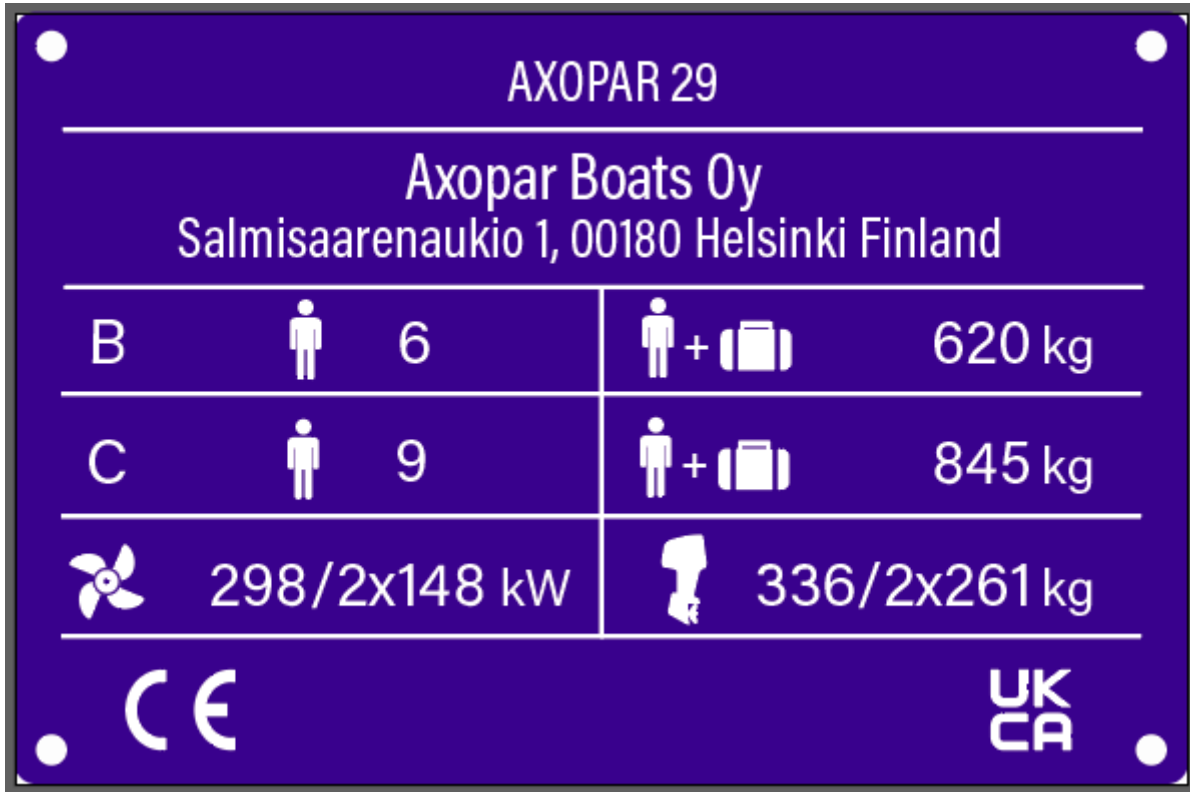 AXOPAR 29
Axopar Boats Oy
Salmisaarenaukio 1, 00180 Helsinki Finland
B 6 + 620 kg
C 9 + 845 kg
298/2x148 kW 336/2x261 kg
CE UK
CA